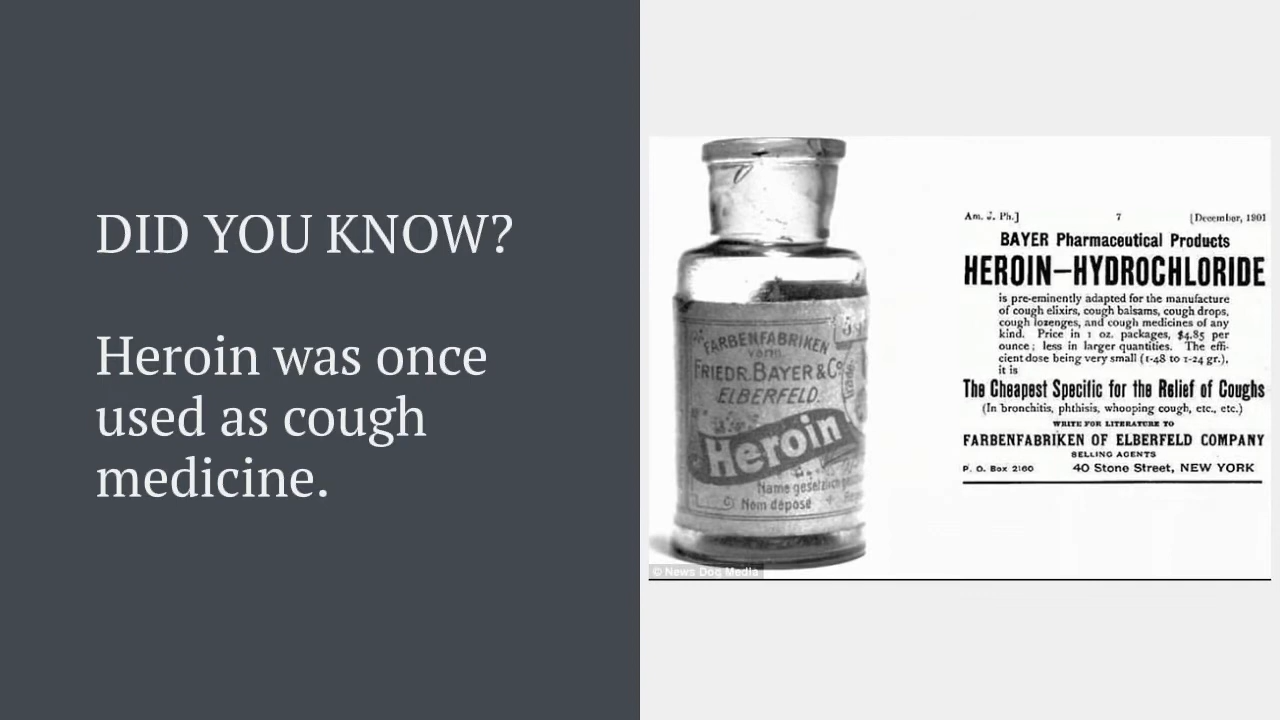 DID YOU KNOW?
Heroin was once
used as cough
medicine.
FARBENFABRIKEN
vorm.
FRIEDR. BAYER & Co
ELBERFELD.
Heroin
Name gesetzlich
Nom déposé
© News Dog Media
Am. J. Ph.] 7 [December, 1901
BAYER Pharmaceutical Products
HEROIN–HYDROCHLORIDE
is pre-eminently adapted for the manufacture
of cough elixirs, cough balsams, cough drops,
cough lozenges, and cough medicines of any
kind. Price in 1 oz. packages, $4.85 per
ounce; less in larger quantities. The effi-
cient dose being very small (1-48 to 1-24 gr.),
it is
The Cheapest Specific for the Relief of Coughs
(In bronchitis, phthisis, whooping cough, etc., etc.)
WRITE FOR LITERATURE TO
FARBENFABRIKEN OF ELBERFELD COMPANY
SELLING AGENTS
P. O. Box 2160 40 Stone Street, NEW YORK